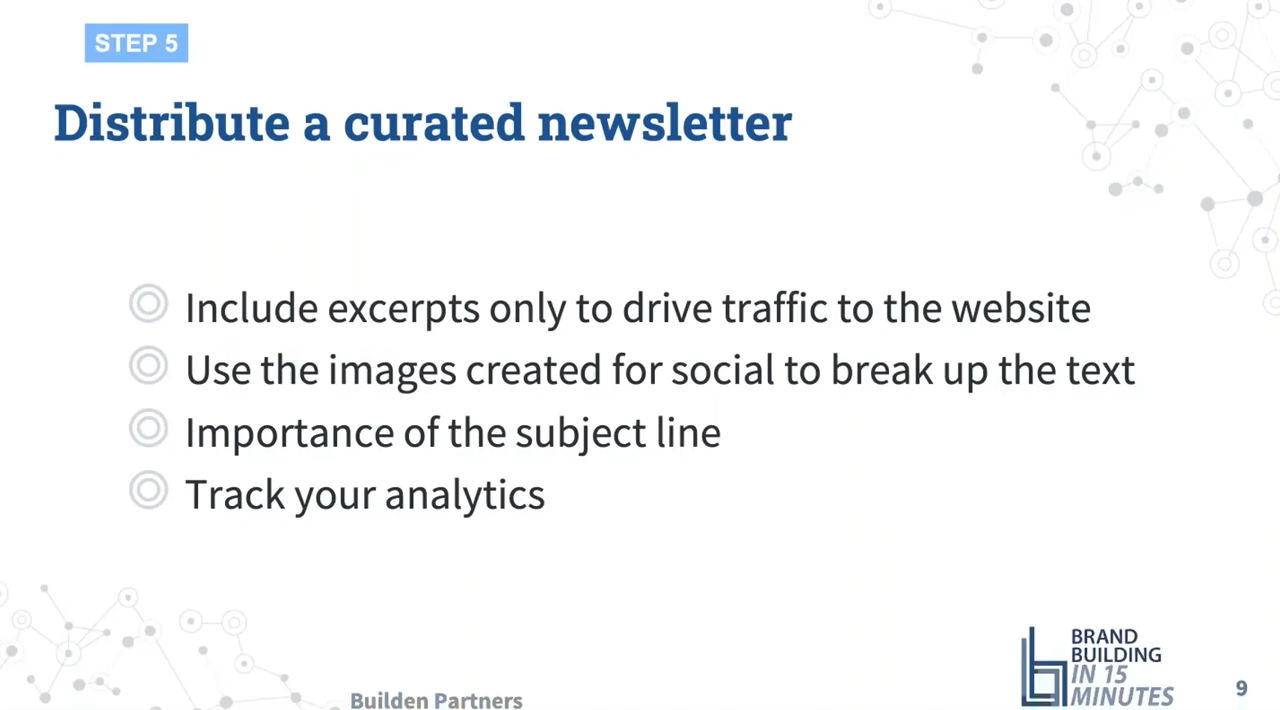 STEP 5
Distribute a curated newsletter
Include excerpts only to drive traffic to the website
Use the images created for social to break up the text
Importance of the subject line
Track your analytics
Builden Partners
BRAND
BUILDING
IN 15
MINUTES
9